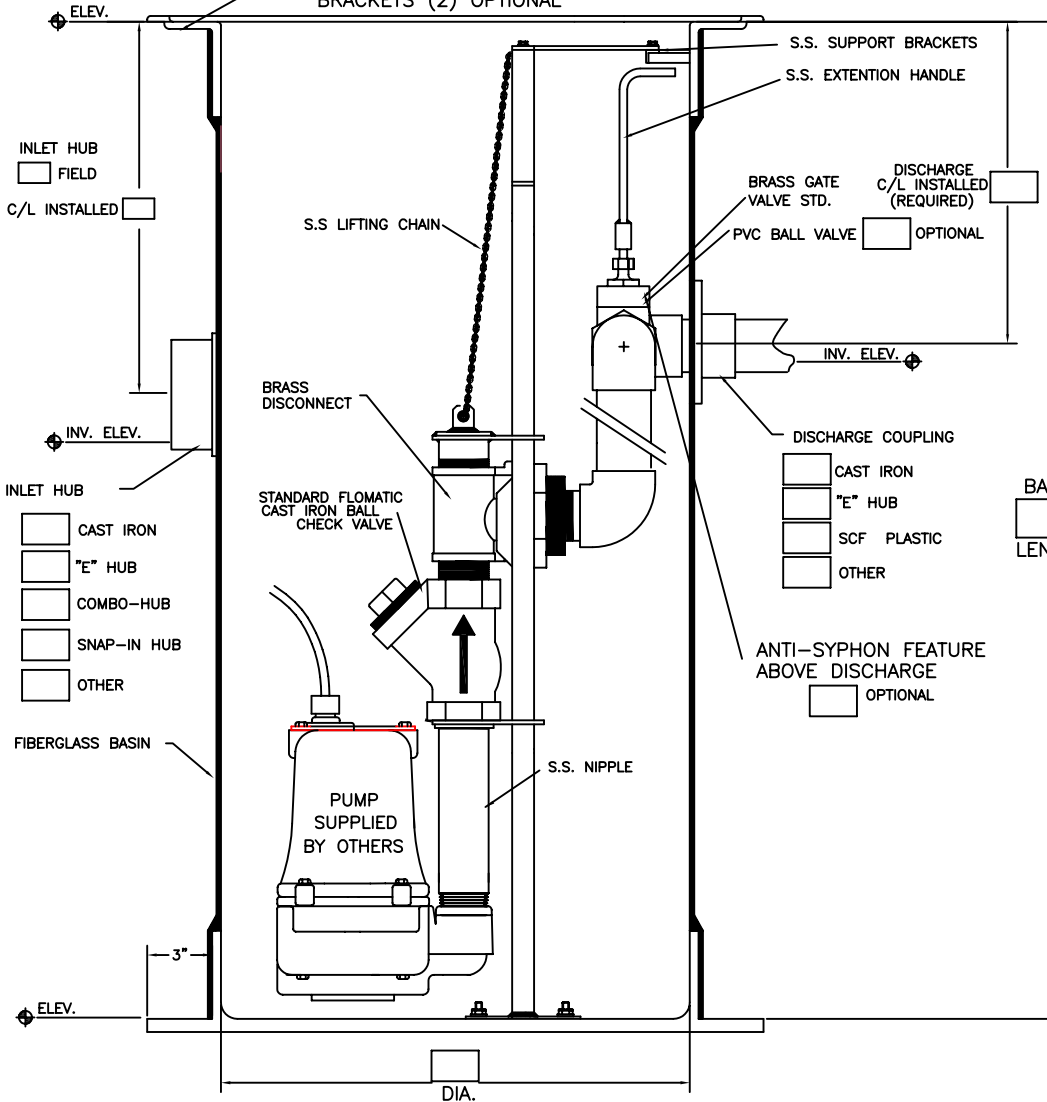 BRACKETS (2) OPTIONAL
ELEV.
S.S. SUPPORT BRACKETS
S.S. EXTENTION HANDLE
INLET HUB
FIELD
C/L INSTALLED
DISCHARGE
C/L INSTALLED
(REQUIRED)
BRASS GATE
VALVE STD.
PVC BALL VALVE
OPTIONAL
S.S LIFTING CHAIN
INV. ELEV.
BRASS
DISCONNECT
INV. ELEV.
DISCHARGE COUPLING
CAST IRON
"E" HUB
SCF PLASTIC
OTHER
INLET HUB
CAST IRON
"E" HUB
COMBO-HUB
SNAP-IN HUB
OTHER
STANDARD FLOMATIC
CAST IRON BALL
CHECK VALVE
BA
LEN
ANTI-SYPHON FEATURE
ABOVE DISCHARGE
OPTIONAL
FIBERGLASS BASIN
S.S. NIPPLE
PUMP
SUPPLIED
BY OTHERS
3"
ELEV.
DIA.